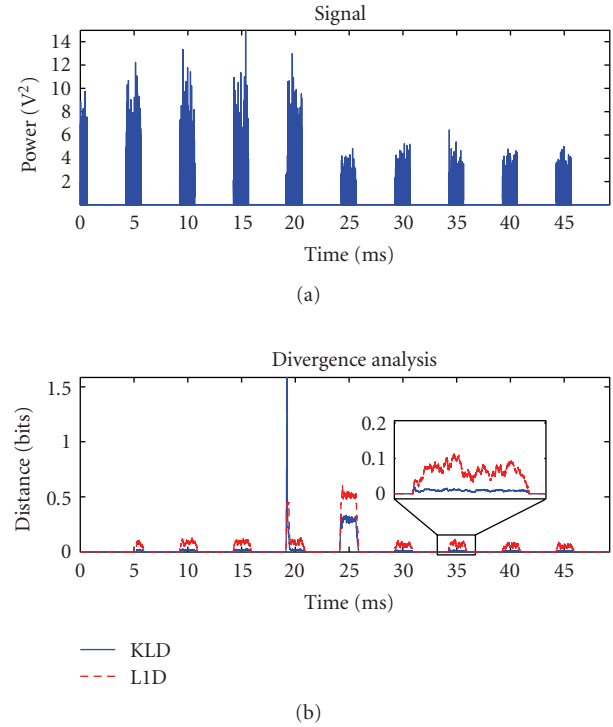 Signal
14
12
10
8
6
4
2
Power (V²)
0 5 10 15 20 25 30 35 40 45
Time (ms)
(a)
Divergence analysis
1.5
1
0.5
0
Distance (bits)
0.2
0.1
0
0 5 10 15 20 25 30 35 40 45
Time (ms)
KLD
L1D
(b)